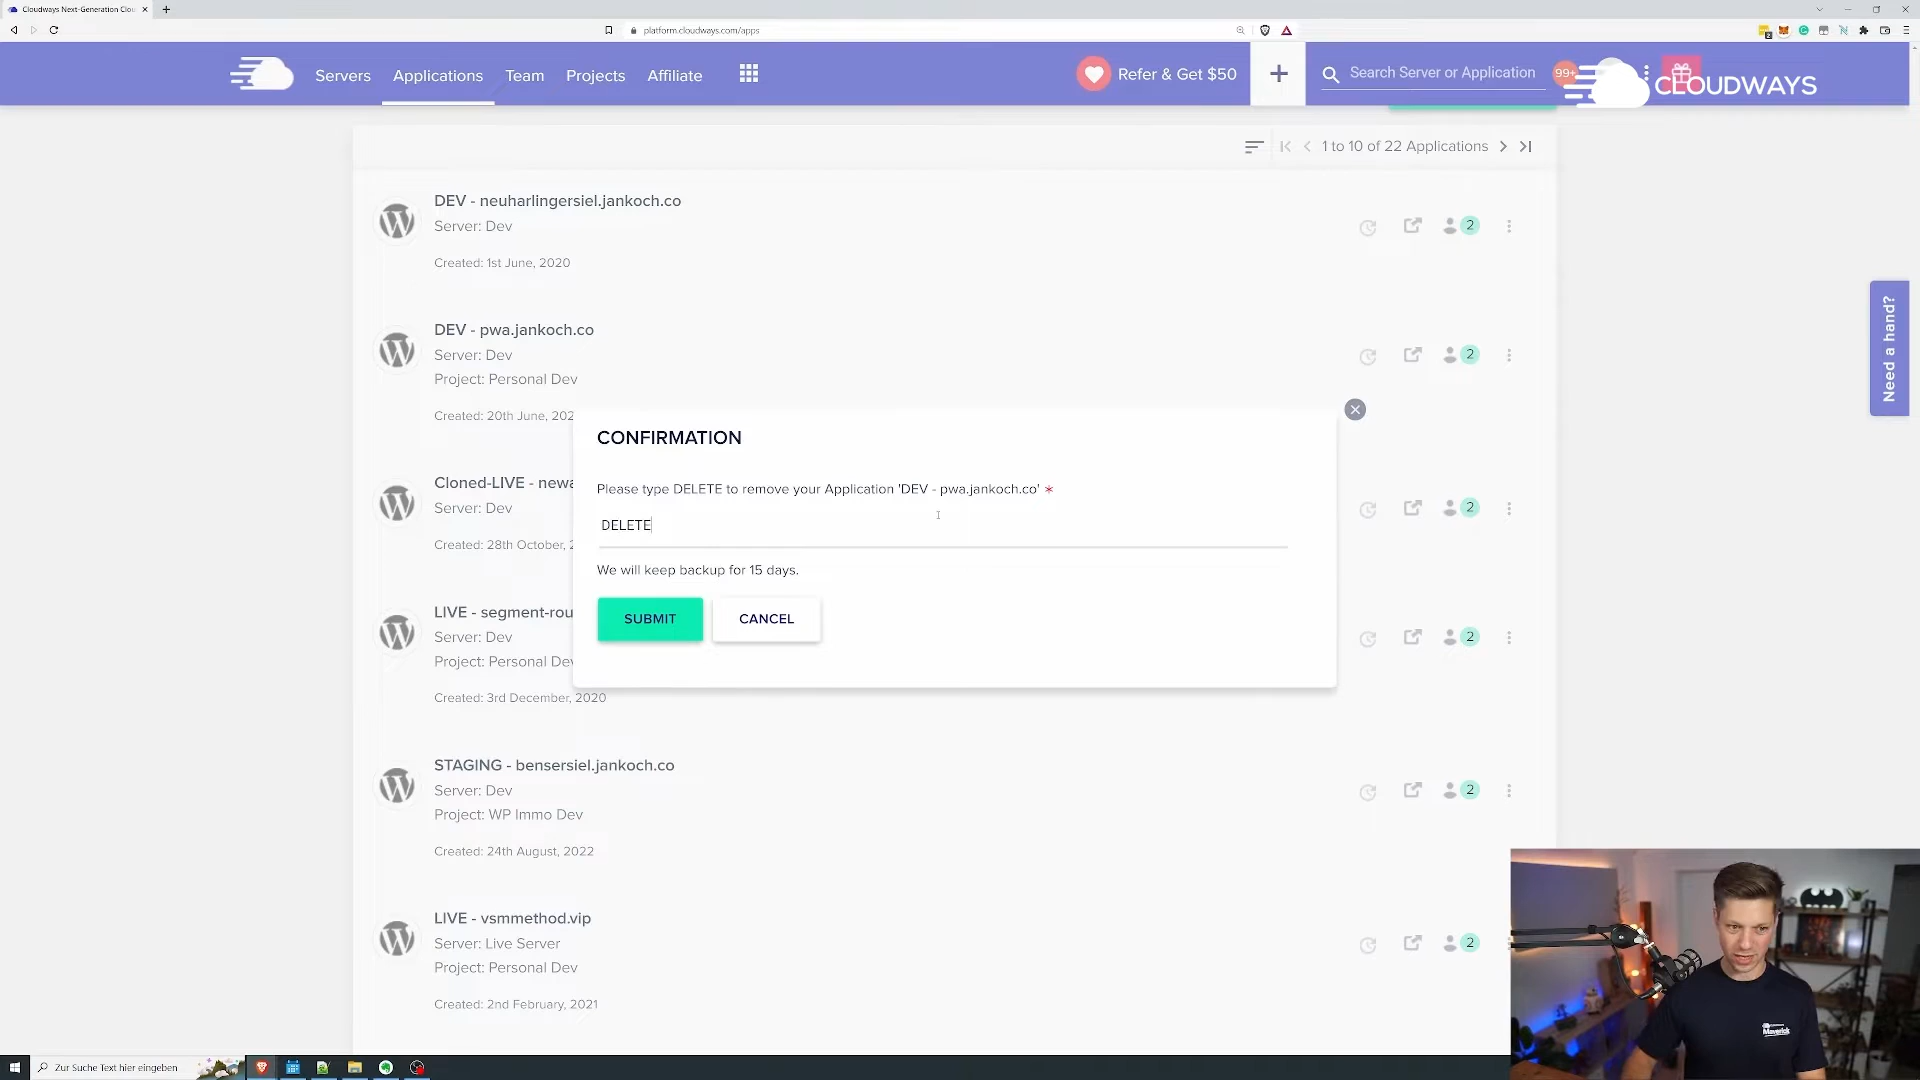 Cloudways Next-Generation Clou
platform.cloudways.com/apps
2
Servers
Applications
Team
Projects
Affiliate
Refer & Get $50
Search Server or Application
99+
CLOUDWAYS
1 to 10 of 22 Applications
DEV - neuharlingersiel.jankoch.co
Server: Dev
Created: 1st June, 2020
2
DEV - pwa.jankoch.co
Server: Dev
Project: Personal Dev
Created: 20th June, 202
2
Need a hand?
CONFIRMATION
Please type DELETE to remove your Application 'DEV - pwa.jankoch.co' *
DELETE
We will keep backup for 15 days.
SUBMIT
CANCEL
Cloned-LIVE - newa
Server: Dev
Created: 28th October, 2
2
LIVE - segment-rou
Server: Dev
Project: Personal Dev
Created: 3rd December, 2020
2
STAGING - bensersiel.jankoch.co
Server: Dev
Project: WP Immo Dev
Created: 24th August, 2022
2
LIVE - vsmmethod.vip
Server: Live Server
Project: Personal Dev
Created: 2nd February, 2021
2
Maverick
Zur Suche Text hier eingeben